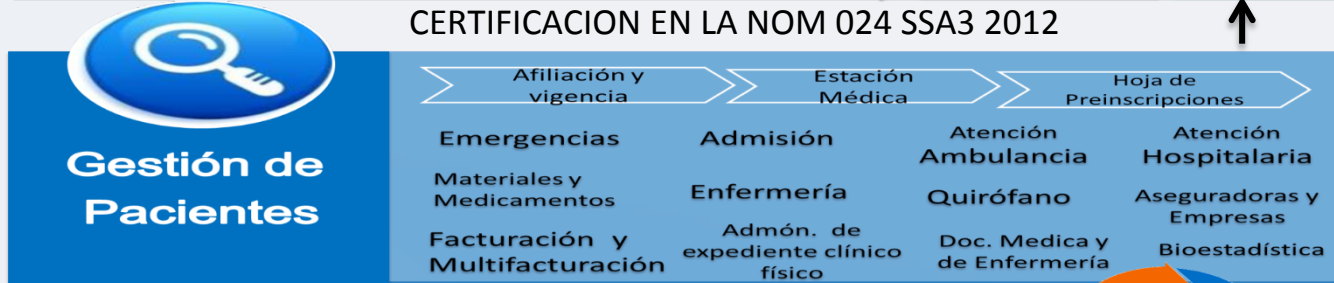 CERTIFICACION EN LA NOM 024 SSA3 2012
Gestión de
Pacientes
Afiliación y
vigencia
Estación
Médica
Hoja de
Preinscripciones
Emergencias
Admisión
Atención
Ambulancia
Atención
Hospitalaria
Materiales y
Medicamentos
Enfermería
Quirófano
Aseguradoras y
Empresas
Facturación y
Multifacturación
Admón. de
expediente clínico
físico
Doc. Medica y
de Enfermería
Bioestadística